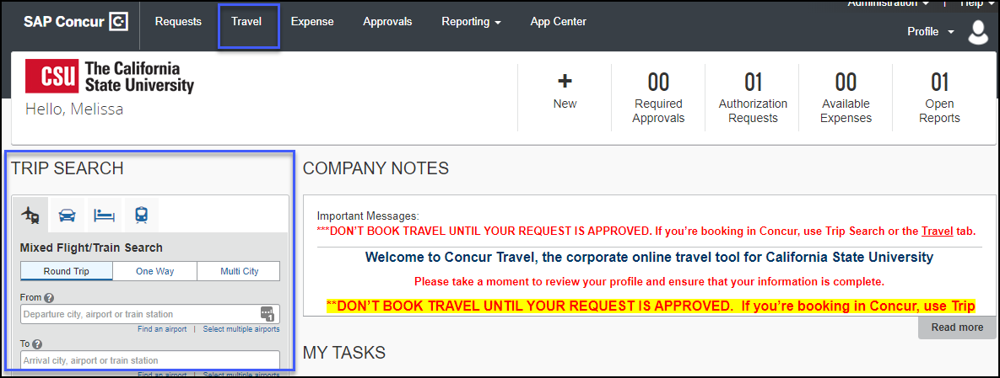 Administration | Help
SAP Concur C Requests Travel Expense Approvals Reporting App Center
Profile
CSU The California
State University
Hello, Melissa
+
New
00
Required
Approvals
01
Authorization
Requests
00
Available
Expenses
01
Open
Reports
TRIP SEARCH
Mixed Flight/Train Search
Round Trip One Way Multi City
From ?
Departure city, airport or train station
1
Find an airport | Select multiple airports
To ?
Arrival city, airport or train station
Find an airport | Select multiple airports
COMPANY NOTES
Important Messages:
***DON'T BOOK TRAVEL UNTIL YOUR REQUEST IS APPROVED. If you're booking in Concur, use Trip Search or the Travel tab.
Welcome to Concur Travel, the corporate online travel tool for California State University
Please take a moment to review your profile and ensure that your information is complete.
**DON'T BOOK TRAVEL UNTIL YOUR REQUEST IS APPROVED. If you're booking in Concur, use Trip
Read more
MY TASKS